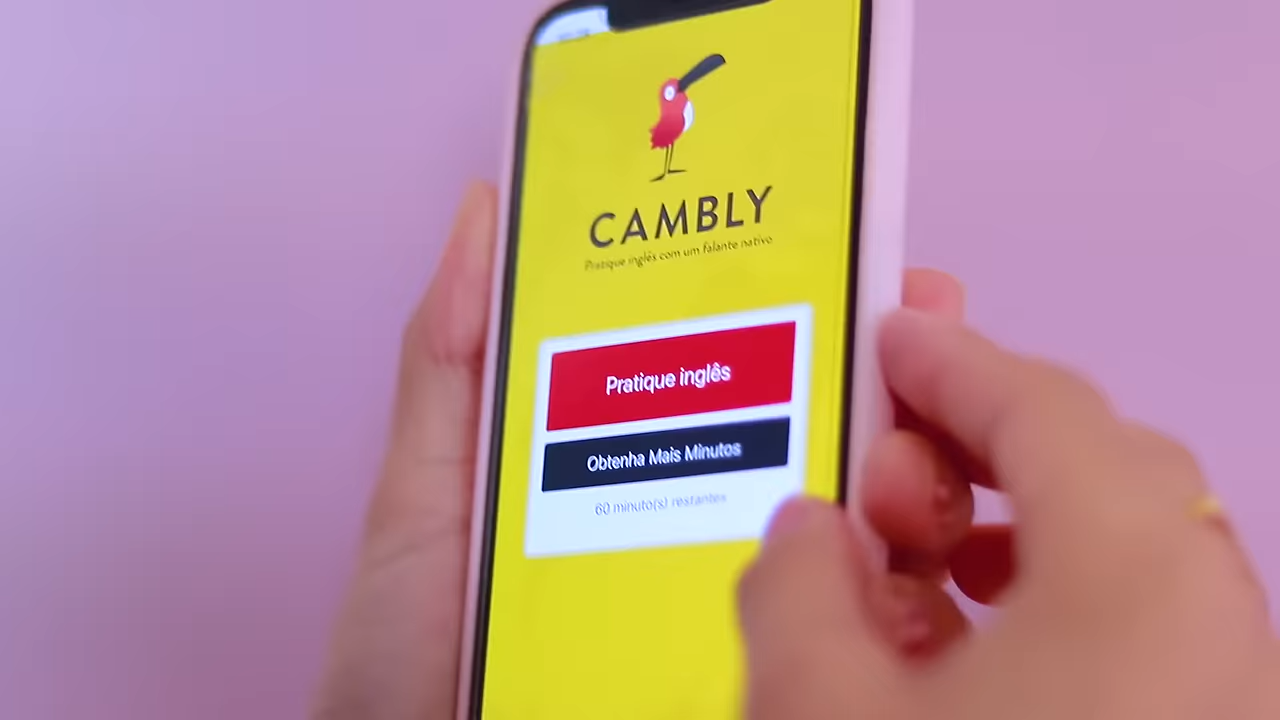 CAMBLY
Pratique inglês com um falante nativo
Pratique inglês
Obtenha Mais Minutos
60 minuto(s) restantes